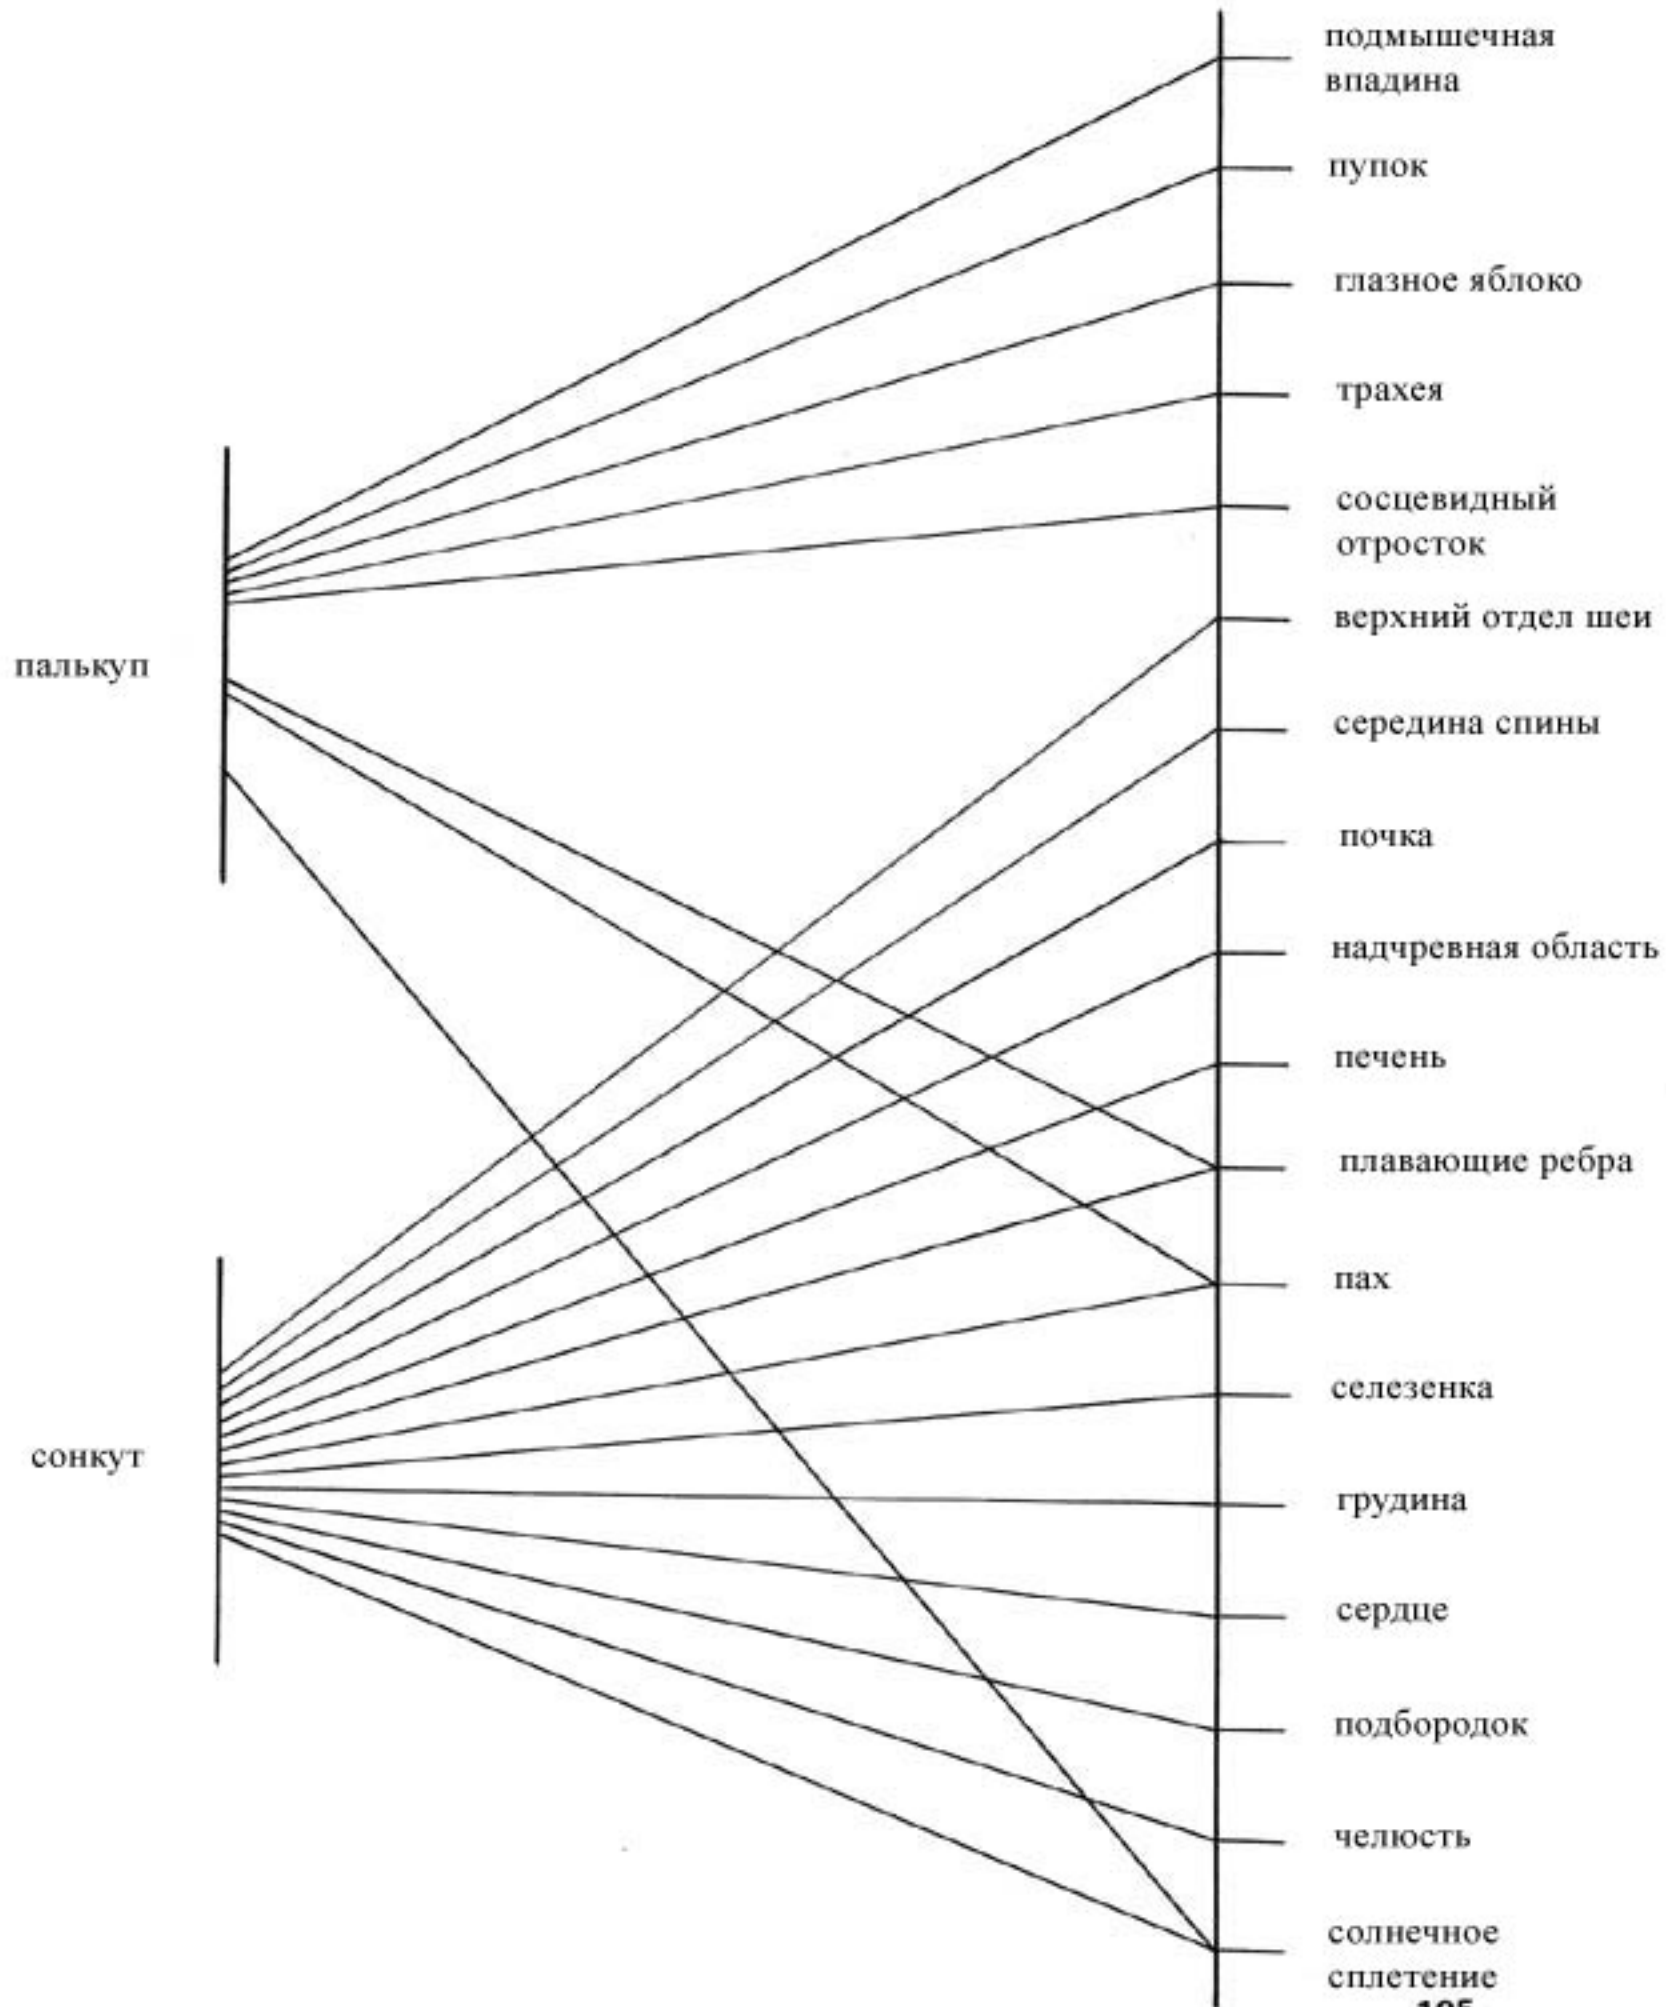 подмышечная
впадина
пупок
глазное яблоко
трахея
сосцевидный
отросток
верхний отдел шеи
палькуп
середина спины
почка
надчревная область
печень
плавающие ребра
пах
селезенка
сонкут
грудина
сердце
подбородок
челюсть
солнечное
сплетение